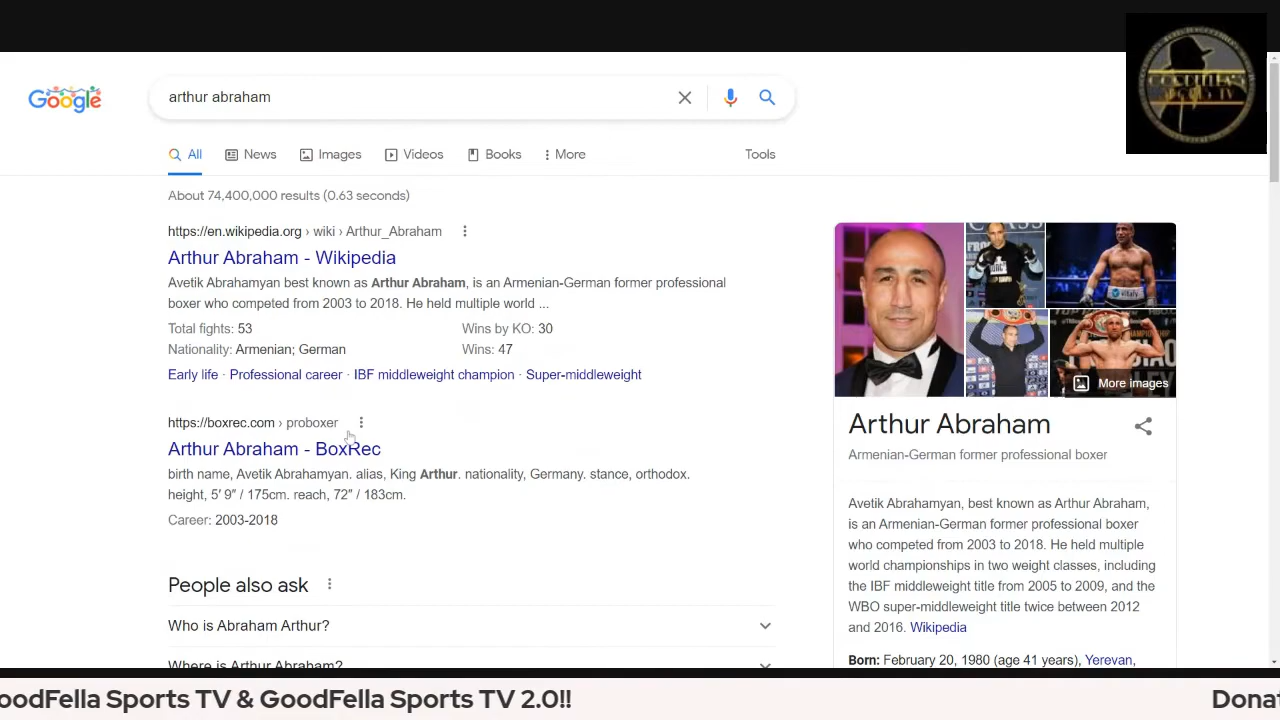 Google
arthur abraham
All News Images Videos Books More Tools
About 74,400,000 results (0.63 seconds)
https://en.wikipedia.org › wiki › Arthur_Abraham
Arthur Abraham - Wikipedia
Avetik Abrahamyan best known as Arthur Abraham, is an Armenian-German former professional
boxer who competed from 2003 to 2018. He held multiple world ...
Total fights: 53 Wins by KO: 30
Nationality: Armenian; German Wins: 47
Early life · Professional career · IBF middleweight champion · Super-middleweight
https://boxrec.com › proboxer
Arthur Abraham - BoxRec
birth name, Avetik Abrahamyan. alias, King Arthur. nationality, Germany. stance, orthodox.
height, 5′ 9″ / 175cm. reach, 72″ / 183cm.
Career: 2003-2018
People also ask
Who is Abraham Arthur?
Where is Arthur Abraham?
More images
Arthur Abraham
Armenian-German former professional boxer
Avetik Abrahamyan, best known as Arthur Abraham,
is an Armenian-German former professional boxer
who competed from 2003 to 2018. He held multiple
world championships in two weight classes, including
the IBF middleweight title from 2005 to 2009, and the
WBO super-middleweight title twice between 2012
and 2016. Wikipedia
Born: February 20, 1980 (age 41 years), Yerevan,
oodFella Sports TV & GoodFella Sports TV 2.0!! Donat